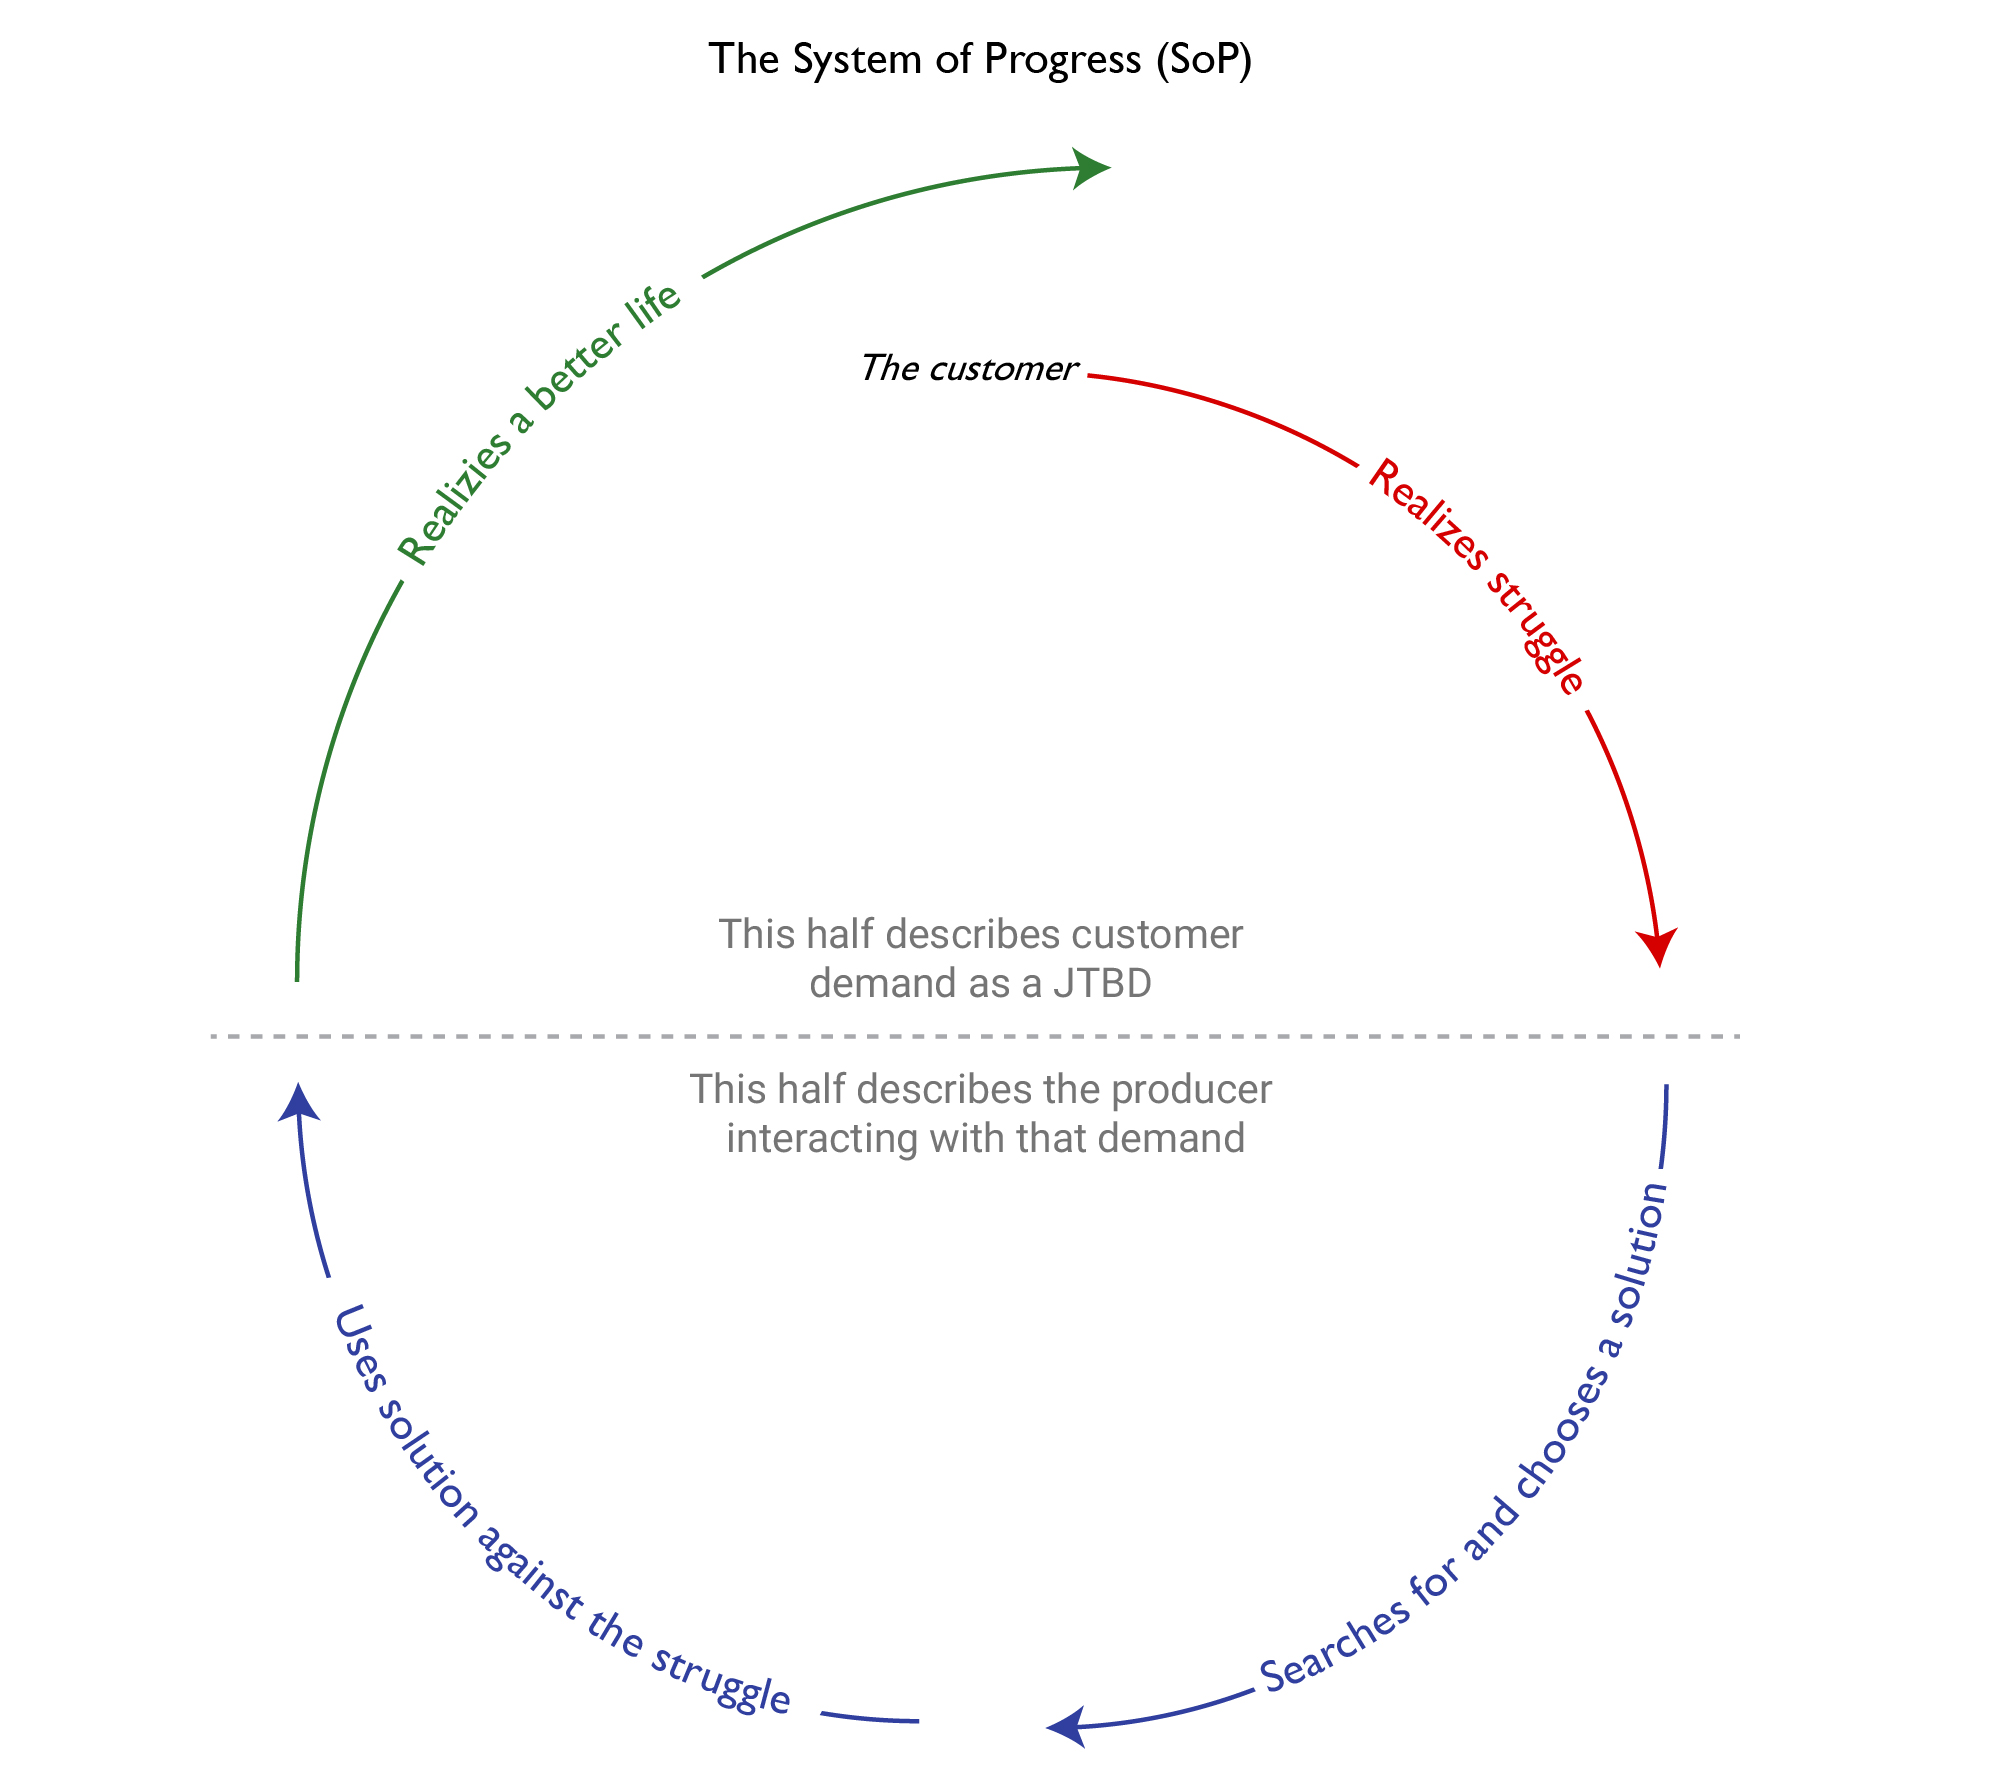 The System of Progress (SoP)
The customer
Realizes struggle
Realizies a better life
This half describes customer
demand as a JTBD
This half describes the producer
interacting with that demand
Searches for and chooses a solution
Uses solution against the struggle